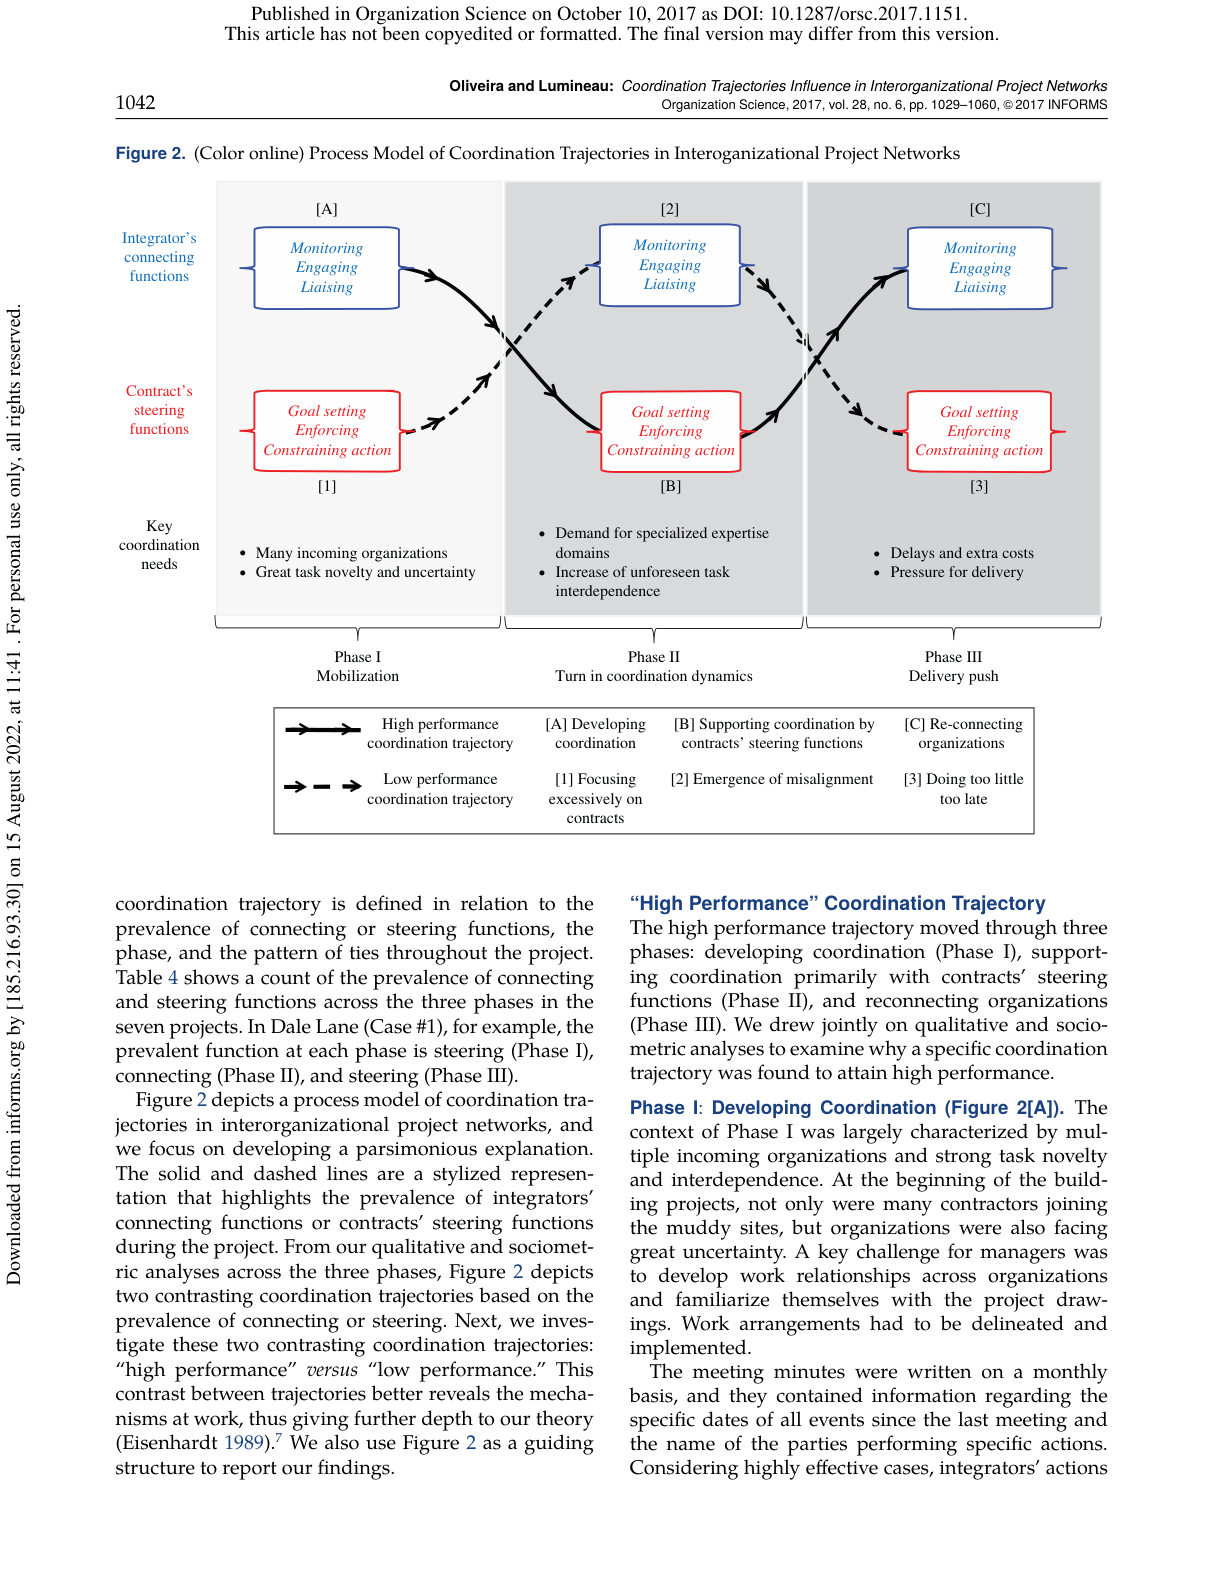 Published in Organization Science on October 10, 2017 as DOI: 10.1287/orsc.2017.1151.
This article has not been copyedited or formatted. The final version may differ from this version.
Oliveira and Lumineau: Coordination Trajectories Influence in Interorganizational Project Networks
1042
Organization Science, 2017, vol. 28, no. 6, pp. 1029–1060, © 2017 INFORMS
Figure 2. (Color online) Process Model of Coordination Trajectories in Interoganizational Project Networks
[A]
[2]
[C]
Integrator’s
connecting
functions
Monitoring
Engaging
Liaising
Monitoring
Engaging
Liaising
Monitoring
Engaging
Liaising
Contract’s
steering
functions
Goal setting
Enforcing
Constraining action
Goal setting
Enforcing
Constraining action
Goal setting
Enforcing
Constraining action
[1]
[B]
[3]
Key
coordination
needs
• Many incoming organizations
• Great task novelty and uncertainty
• Demand for specialized expertise
domains
• Increase of unforeseen task
interdependence
• Delays and extra costs
• Pressure for delivery
Phase I
Mobilization
Phase II
Turn in coordination dynamics
Phase III
Delivery push
High performance
coordination trajectory
[A] Developing
coordination
[B] Supporting coordination by
contracts’ steering functions
[C] Re-connecting
organizations
Low performance
coordination trajectory
[1] Focusing
excessively on
contracts
[2] Emergence of misalignment
[3] Doing too little
too late
coordination trajectory is defined in relation to the
prevalence of connecting or steering functions, the
phase, and the pattern of ties throughout the project.
Table 4 shows a count of the prevalence of connecting
and steering functions across the three phases in the
seven projects. In Dale Lane (Case #1), for example, the
prevalent function at each phase is steering (Phase I),
connecting (Phase II), and steering (Phase III).
Figure 2 depicts a process model of coordination tra-
jectories in interorganizational project networks, and
we focus on developing a parsimonious explanation.
The solid and dashed lines are a stylized represen-
tation that highlights the prevalence of integrators’
connecting functions or contracts’ steering functions
during the project. From our qualitative and sociomet-
ric analyses across the three phases, Figure 2 depicts
two contrasting coordination trajectories based on the
prevalence of connecting or steering. Next, we inves-
tigate these two contrasting coordination trajectories:
“high performance” versus “low performance.” This
contrast between trajectories better reveals the mecha-
nisms at work, thus giving further depth to our theory
(Eisenhardt 1989).7 We also use Figure 2 as a guiding
structure to report our findings.
“High Performance” Coordination Trajectory
The high performance trajectory moved through three
phases: developing coordination (Phase I), support-
ing coordination primarily with contracts’ steering
functions (Phase II), and reconnecting organizations
(Phase III). We drew jointly on qualitative and socio-
metric analyses to examine why a specific coordination
trajectory was found to attain high performance.
Phase I: Developing Coordination (Figure 2[A]). The
context of Phase I was largely characterized by mul-
tiple incoming organizations and strong task novelty
and interdependence. At the beginning of the build-
ing projects, not only were many contractors joining
the muddy sites, but organizations were also facing
great uncertainty. A key challenge for managers was
to develop work relationships across organizations
and familiarize themselves with the project draw-
ings. Work arrangements had to be delineated and
implemented.
The meeting minutes were written on a monthly
basis, and they contained information regarding the
specific dates of all events since the last meeting and
the name of the parties performing specific actions.
Considering highly effective cases, integrators’ actions
Downloaded from informs.org by [185.216.93.30] on 15 August 2022, at 11:41 . For personal use only, all rights reserved.